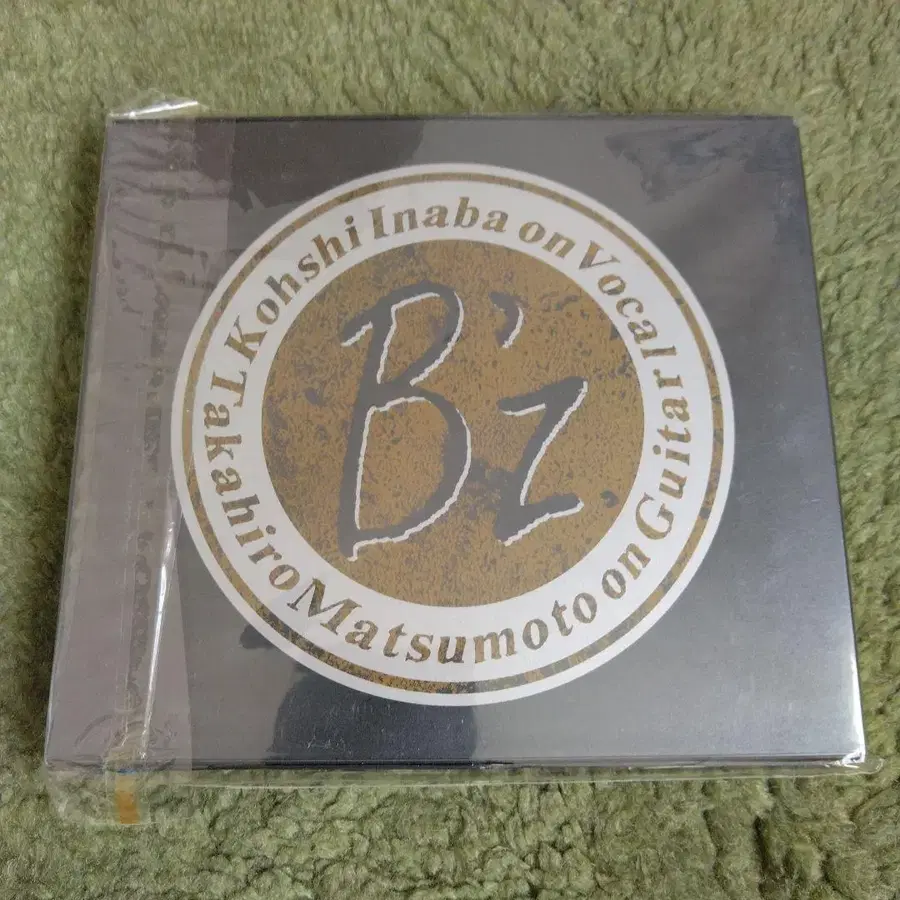 Kohshi Inaba on Vocal
Takahiro Matsumoto on Guitar
B'z